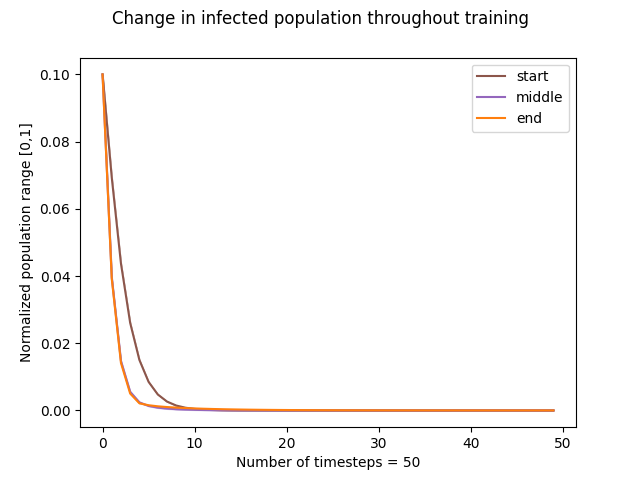 Change in infected population throughout training
start
middle
end
Normalized population range [0,1]
0.10
0.08
0.06
0.04
0.02
0.00
0 10 20 30 40 50
Number of timesteps = 50